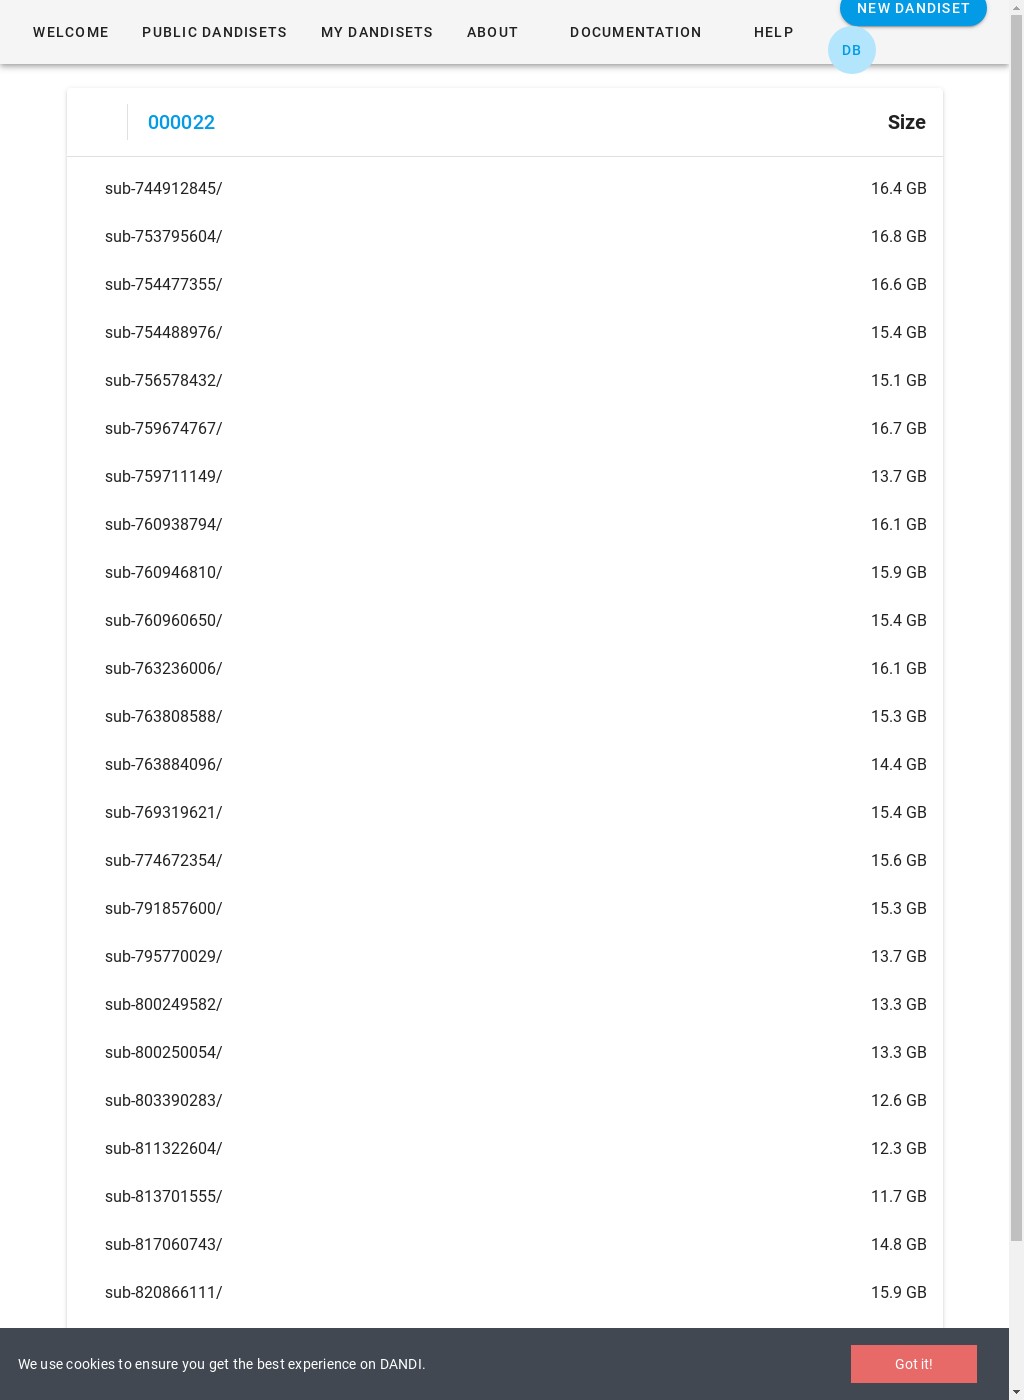 NEW DANDISET
WELCOME PUBLIC DANDISETS MY DANDISETS ABOUT DOCUMENTATION HELP
DB
000022 Size
sub-744912845/ 16.4 GB
sub-753795604/ 16.8 GB
sub-754477355/ 16.6 GB
sub-754488976/ 15.4 GB
sub-756578432/ 15.1 GB
sub-759674767/ 16.7 GB
sub-759711149/ 13.7 GB
sub-760938794/ 16.1 GB
sub-760946810/ 15.9 GB
sub-760960650/ 15.4 GB
sub-763236006/ 16.1 GB
sub-763808588/ 15.3 GB
sub-763884096/ 14.4 GB
sub-769319621/ 15.4 GB
sub-774672354/ 15.6 GB
sub-791857600/ 15.3 GB
sub-795770029/ 13.7 GB
sub-800249582/ 13.3 GB
sub-800250054/ 13.3 GB
sub-803390283/ 12.6 GB
sub-811322604/ 12.3 GB
sub-813701555/ 11.7 GB
sub-817060743/ 14.8 GB
sub-820866111/ 15.9 GB
We use cookies to ensure you get the best experience on DANDI. Got it!